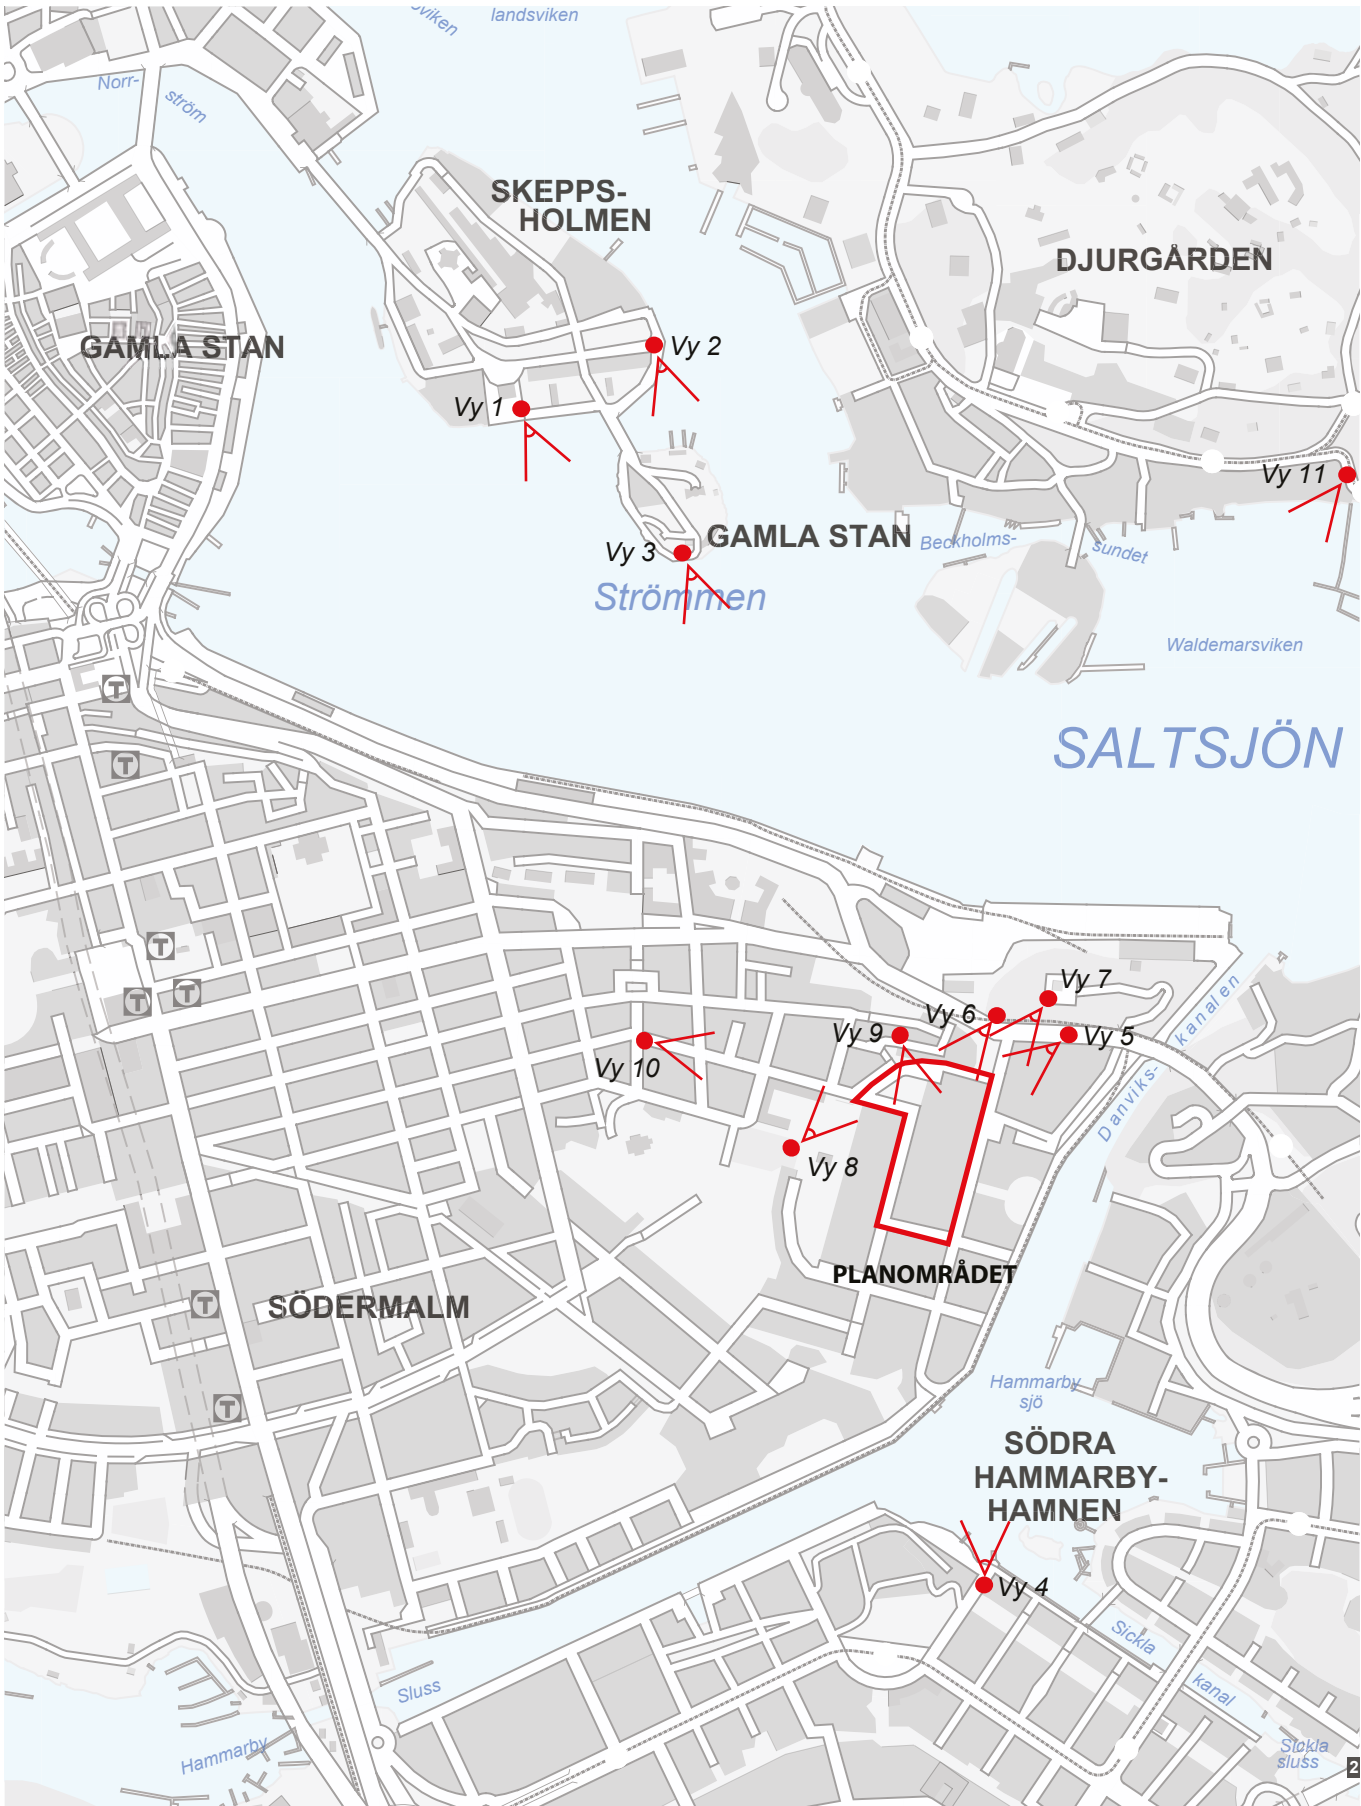 landsviken
viken
Norr-
ström
SKEPPS-
HOLMEN
DJURGÅRDEN
GAMLA STAN
Vy 2
Vy 1
Vy 11
Vy 3
GAMLA STAN
Beckholms-
sundet
Strömmen
Waldemarsviken
SALTSJÖN
T
T
T
T
T
Vy 7
Vy 6
Vy 9
Vy 5
kanalen
Vy 10
Danviks-
Vy 8
PLANOMRÅDET
T
SÖDERMALM
T
Hammarby
sjö
SÖDRA
HAMMARBY-
HAMNEN
Vy 4
Sickla
kanal
Sluss
Hammarby
Sickla
sluss
2